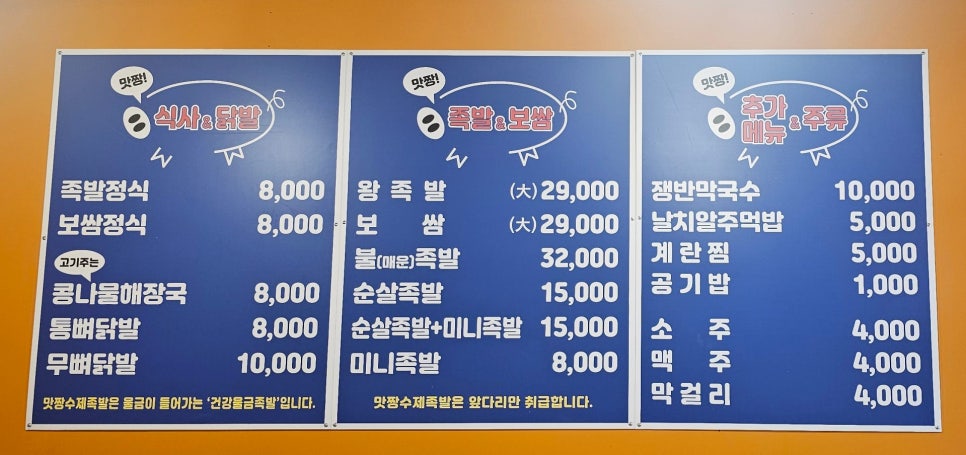 맛짱!
식사&닭발
족발정식 8,000
보쌈정식 8,000
고기주는
콩나물해장국 8,000
통뼈닭발 8,000
무뼈닭발 10,000
맛짱수제족발은 울금이 들어가는 '건강울금족발'입니다.
맛짱!
족발&보쌈
왕족발 (大) 29,000
보쌈 (大) 29,000
불(매운)족발 32,000
순살족발 15,000
순살족발+미니족발 15,000
미니족발 8,000
맛짱수제족발은 앞다리만 취급합니다.
맛짱!
추가
메뉴&주류
쟁반막국수 10,000
날치알주먹밥 5,000
계란찜 5,000
공기밥 1,000
소주 4,000
맥주 4,000
막걸리 4,000